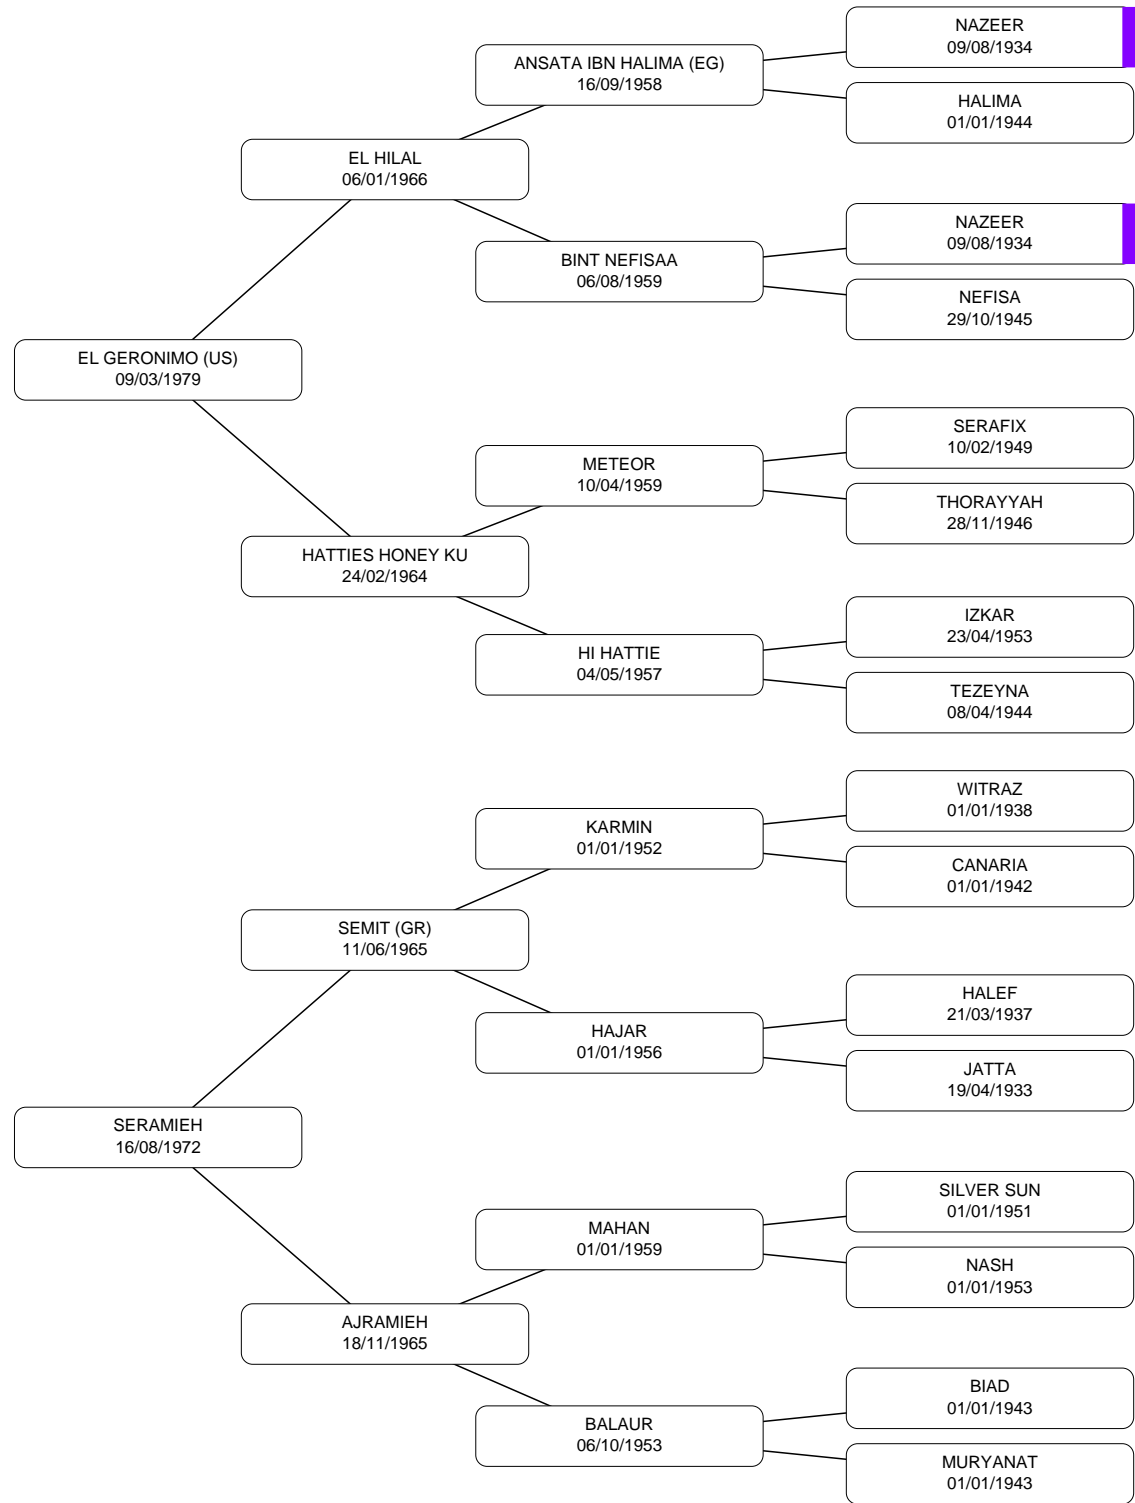 NAZEER
09/08/1934
ANSATA IBN HALIMA (EG)
16/09/1958
HALIMA
01/01/1944
EL HILAL
06/01/1966
NAZEER
09/08/1934
BINT NEFISAA
06/08/1959
NEFISA
29/10/1945
EL GERONIMO (US)
09/03/1979
SERAFIX
10/02/1949
METEOR
10/04/1959
THORAYYAH
28/11/1946
HATTIES HONEY KU
24/02/1964
IZKAR
23/04/1953
HI HATTIE
04/05/1957
TEZEYNA
08/04/1944
WITRAZ
01/01/1938
KARMIN
01/01/1952
CANARIA
01/01/1942
SEMIT (GR)
11/06/1965
HALEF
21/03/1937
HAJAR
01/01/1956
JATTA
19/04/1933
SERAMIEH
16/08/1972
SILVER SUN
01/01/1951
MAHAN
01/01/1959
NASH
01/01/1953
AJRAMIEH
18/11/1965
BIAD
01/01/1943
BALAUR
06/10/1953
MURYANAT
01/01/1943